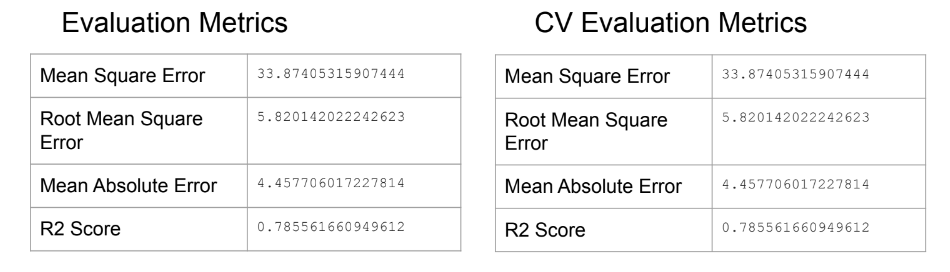 Evaluation Metrics
Mean Square Error 33.87405315907444
Root Mean Square 5.820142022242623
Error
Mean Absolute Error 4.457706017227814
R2 Score 0.785561660949612
CV Evaluation Metrics
Mean Square Error 33.87405315907444
Root Mean Square 5.820142022242623
Error
Mean Absolute Error 4.457706017227814
R2 Score 0.785561660949612